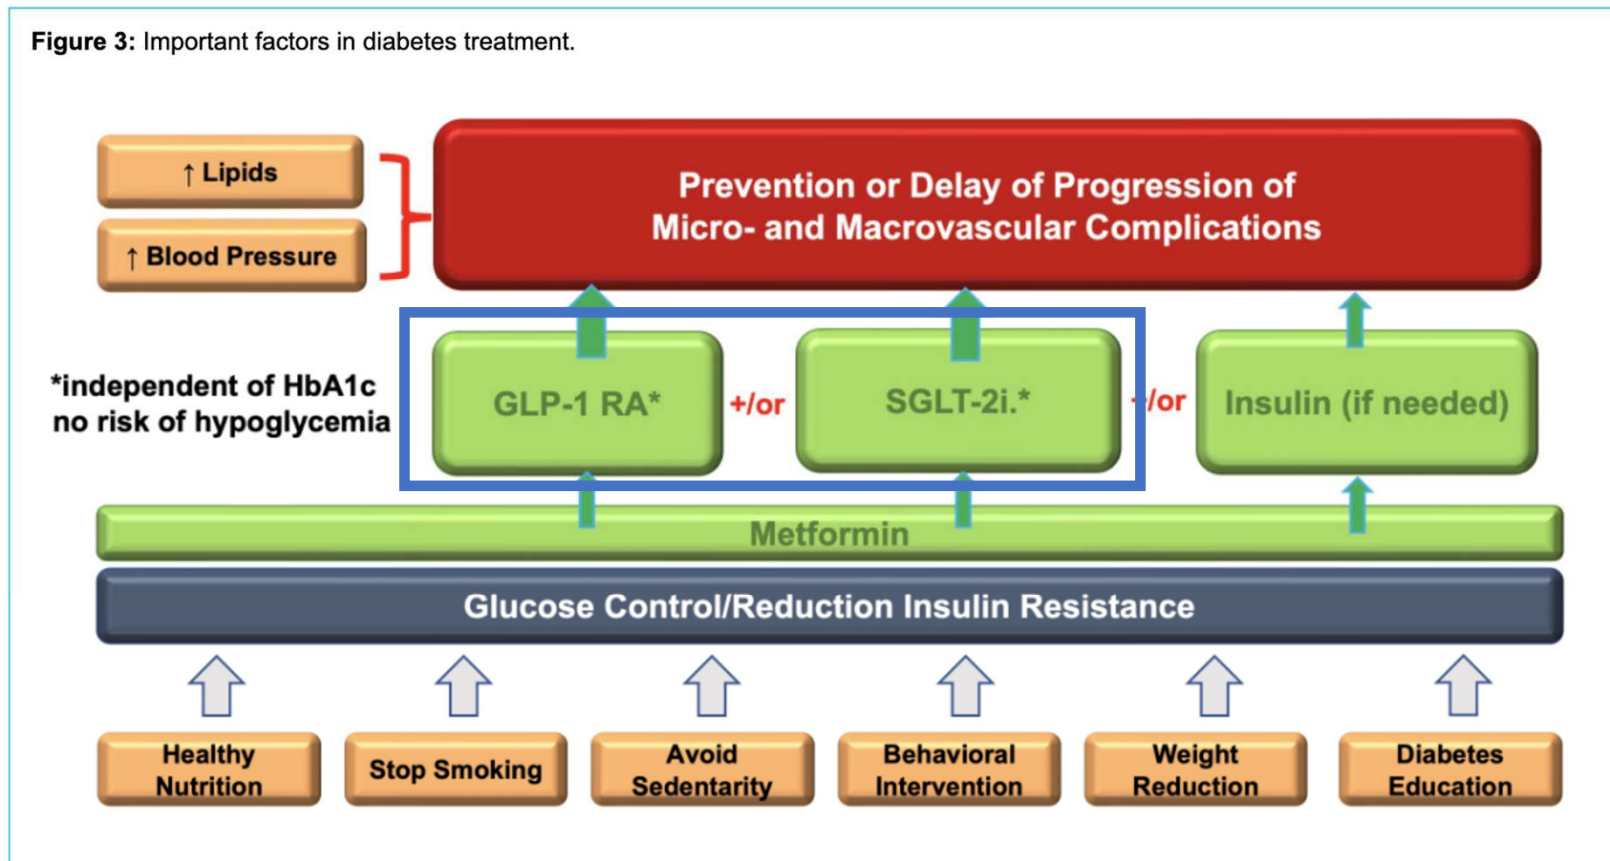 Figure 3: Important factors in diabetes treatment.
↑ Lipids
↑ Blood Pressure
Prevention or Delay of Progression of
Micro- and Macrovascular Complications
*independent of HbA1c
no risk of hypoglycemia
GLP-1 RA*
+/or
SGLT-2i.*
/or
Insulin (if needed)
Metformin
Glucose Control/Reduction Insulin Resistance
Healthy
Nutrition
Stop Smoking
Avoid
Sedentarity
Behavioral
Intervention
Weight
Reduction
Diabetes
Education